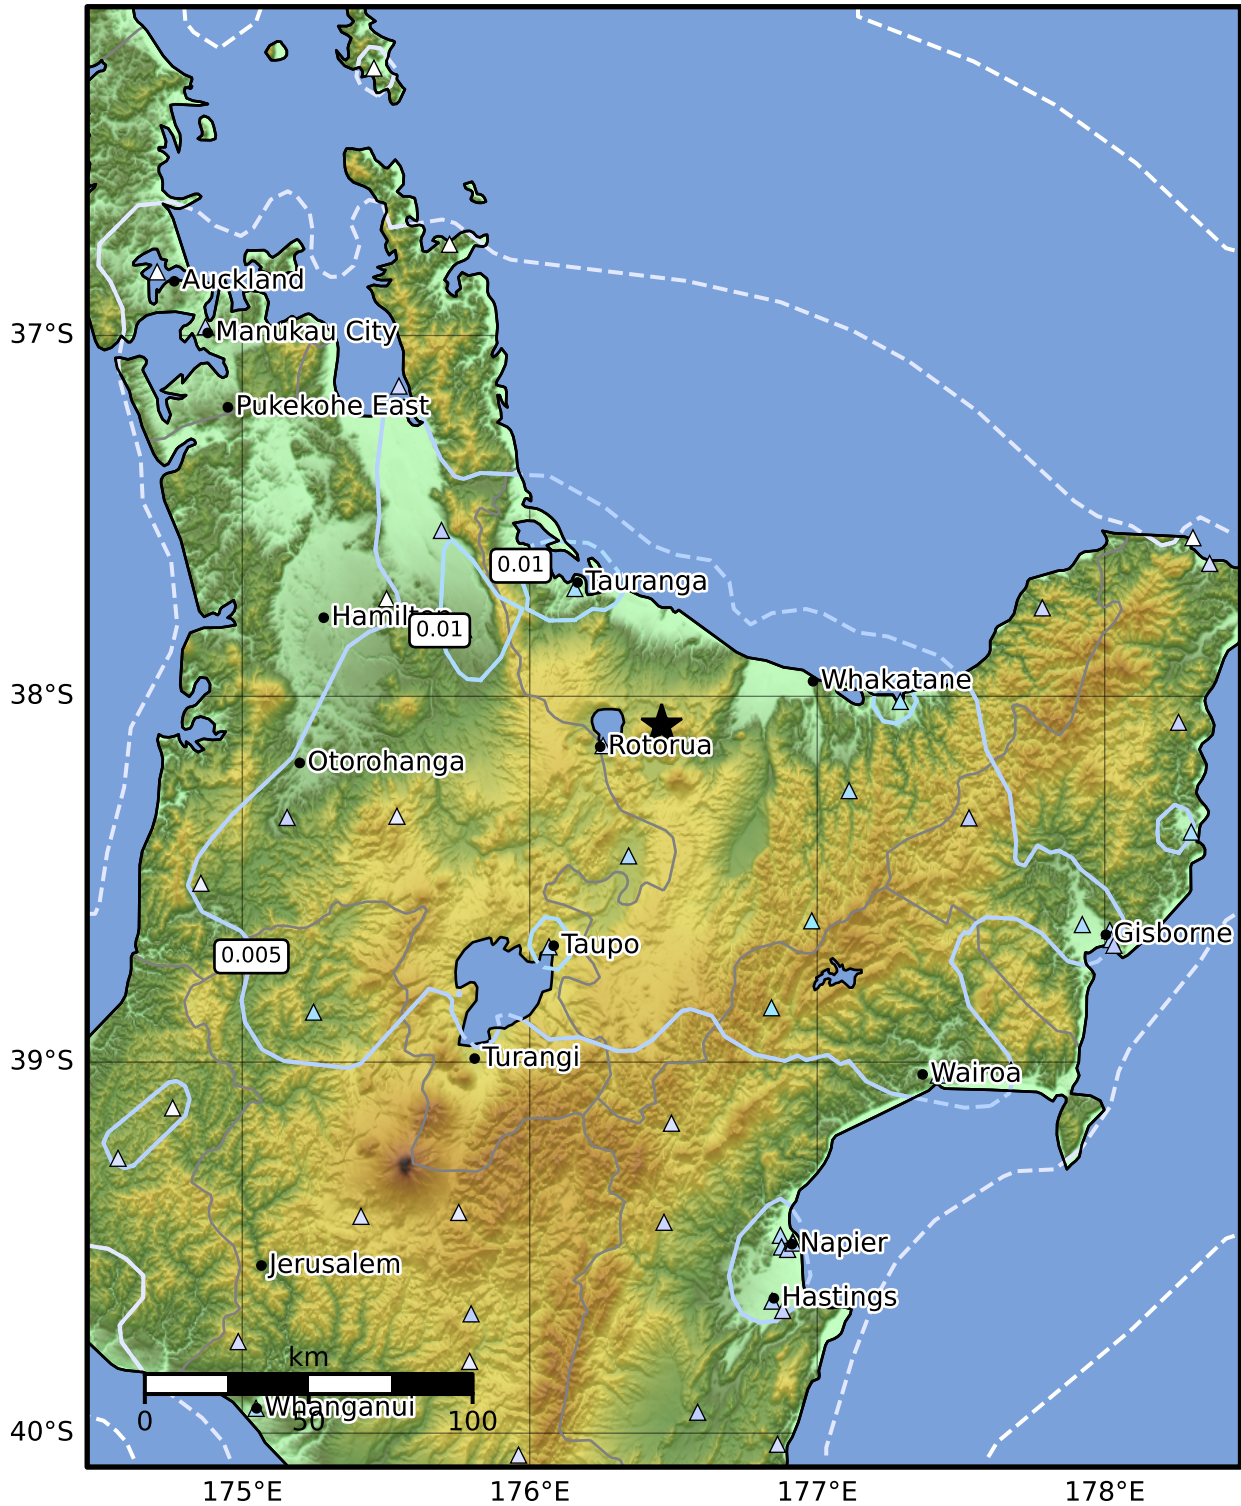 Auckland
37°S
Manukau City
Pukekohe East
0.01
Tauranga
Hamilton
0.01
38°S
Whakatane
Rotorua
Otorohanga
Gisborne
Taupo
0.005
39°S
Turangi
Wairoa
Napier
Jerusalem
Hastings
km
Whanganui
0 50 100
40°S
175°E 176°E 177°E 178°E